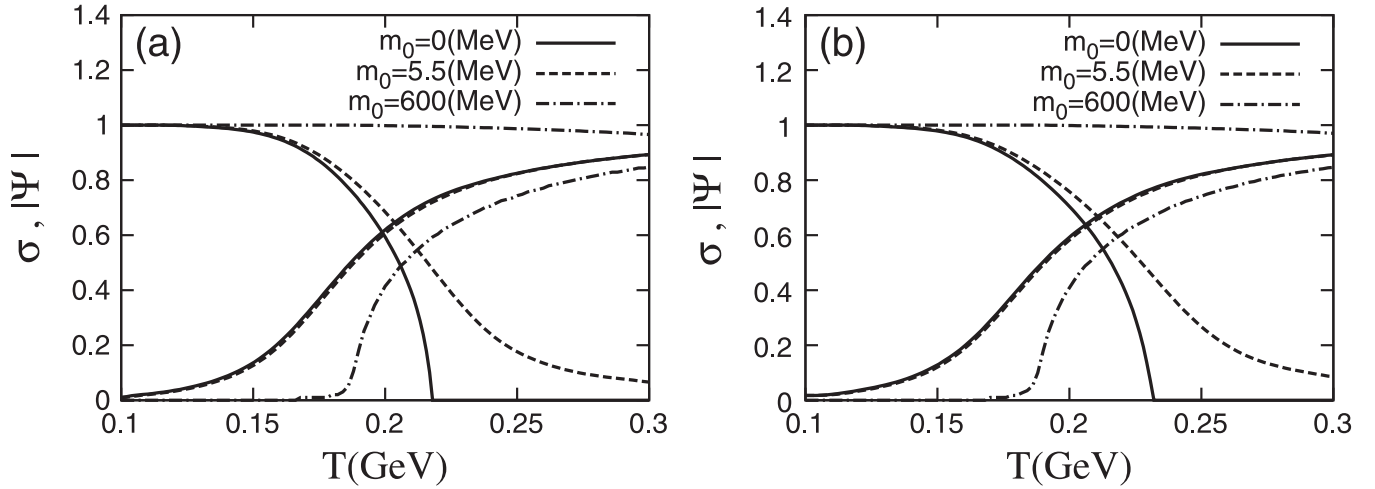 (a)
m₀=0(MeV)
m₀=5.5(MeV)
m₀=600(MeV)
1.4
1.2
1
0.8
0.6
0.4
0.2
0
σ , |Ψ|
0.1
0.15
0.2
0.25
0.3
T(GeV)
(b)
m₀=0(MeV)
m₀=5.5(MeV)
m₀=600(MeV)
1.4
1.2
1
0.8
0.6
0.4
0.2
0
σ , |Ψ|
0.1
0.15
0.2
0.25
0.3
T(GeV)